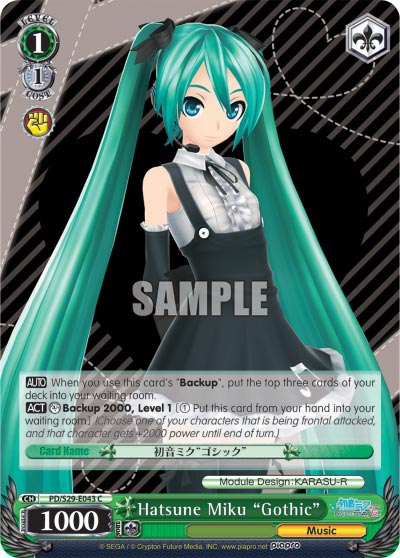 LEVEL
1
1
COST
SAMPLE
AUTO When you use this card's "Backup", put the top three cards of your
deck into your waiting room.
ACT Backup 2000, Level 1 [① Put this card from your hand into your
waiting room] (Choose one of your characters that is being frontal attacked,
and that character gets +2000 power until end of turn.)
Card Name 初音ミク"ゴシック"
Module Design:KARASU-R
CH PD/S29-E043 C
1000
Hatsune Miku "Gothic"
Music
© SEGA / © Crypton Future Media, INC. www.piapro.net piapro